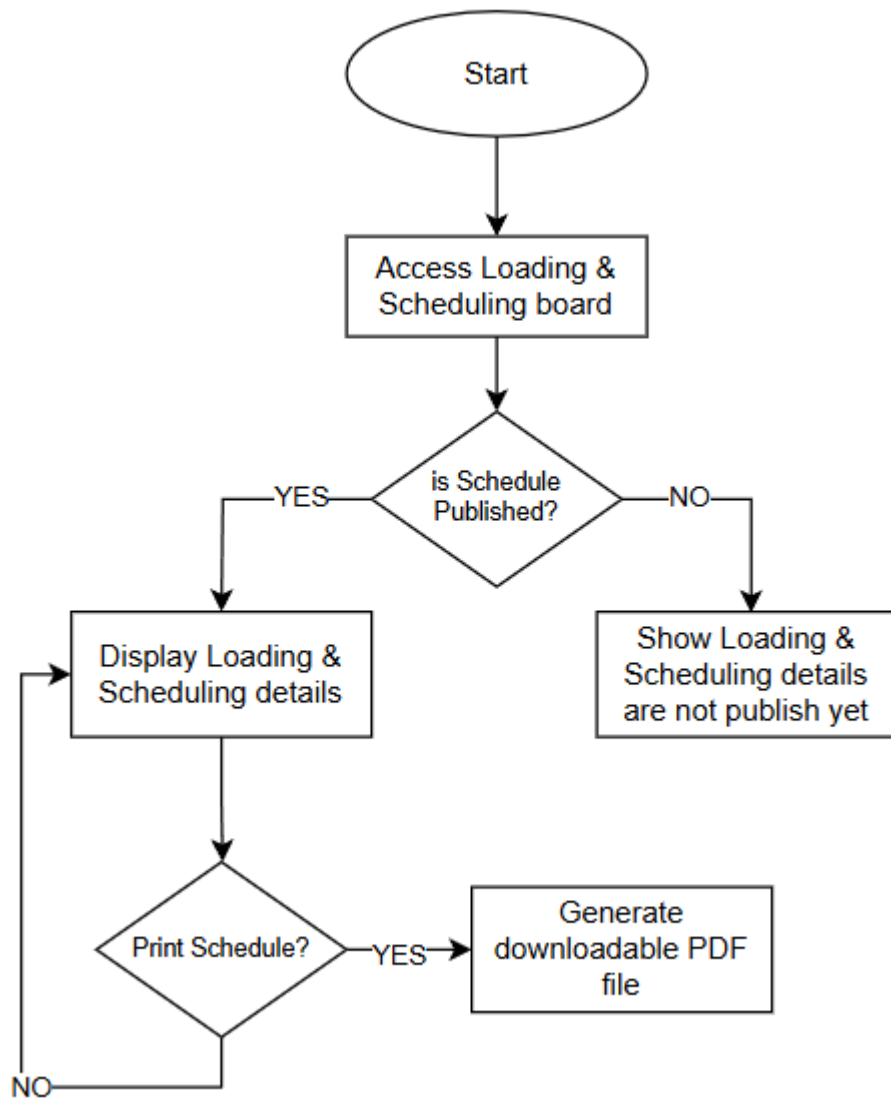 Start
Access Loading &
Scheduling board
is Schedule
Published?
YES
NO
Display Loading &
Scheduling details
Show Loading &
Scheduling details
are not publish yet
Print Schedule?
YES
Generate
downloadable PDF
file
NO